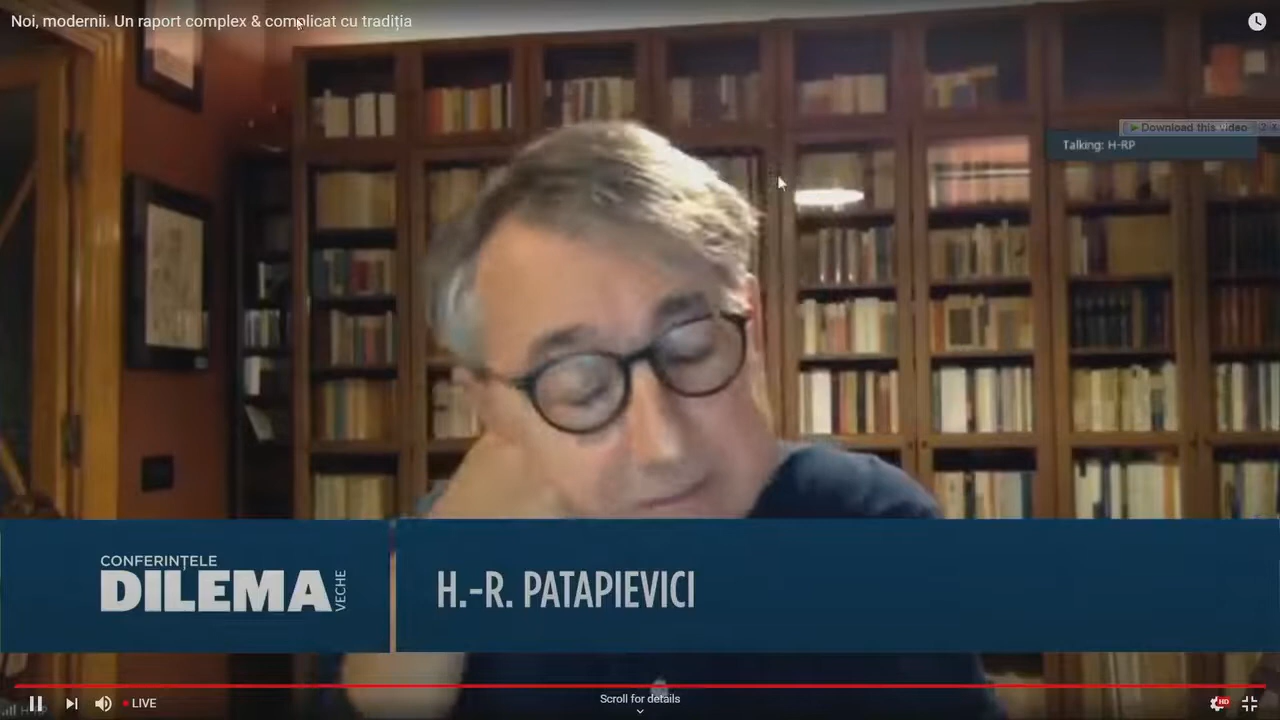 Noi, modernii. Un raport complex & complicat cu tradiția
Download this video
Talking: H-RP
CONFERINȚELE
DILEMA
VECHE
H.-R. PATAPIEVICI
LIVE
Scroll for details
HD